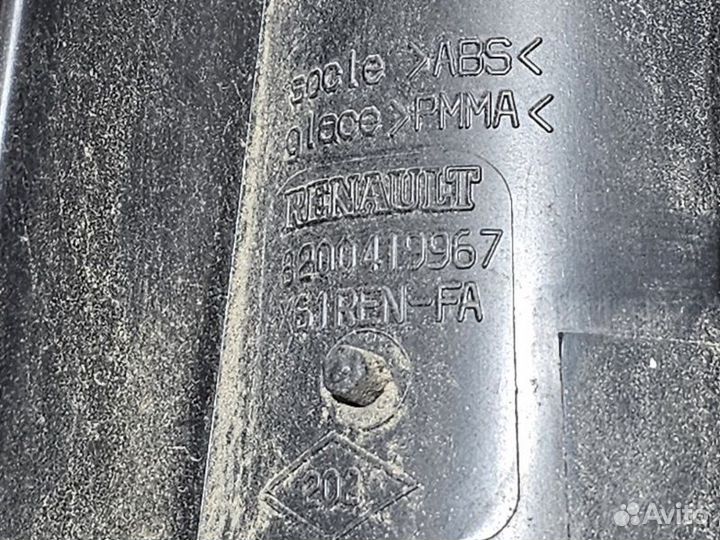 socle >ABS<
glace >PMMA<
RENAULT
8200419967
X61REN-FA
Avito